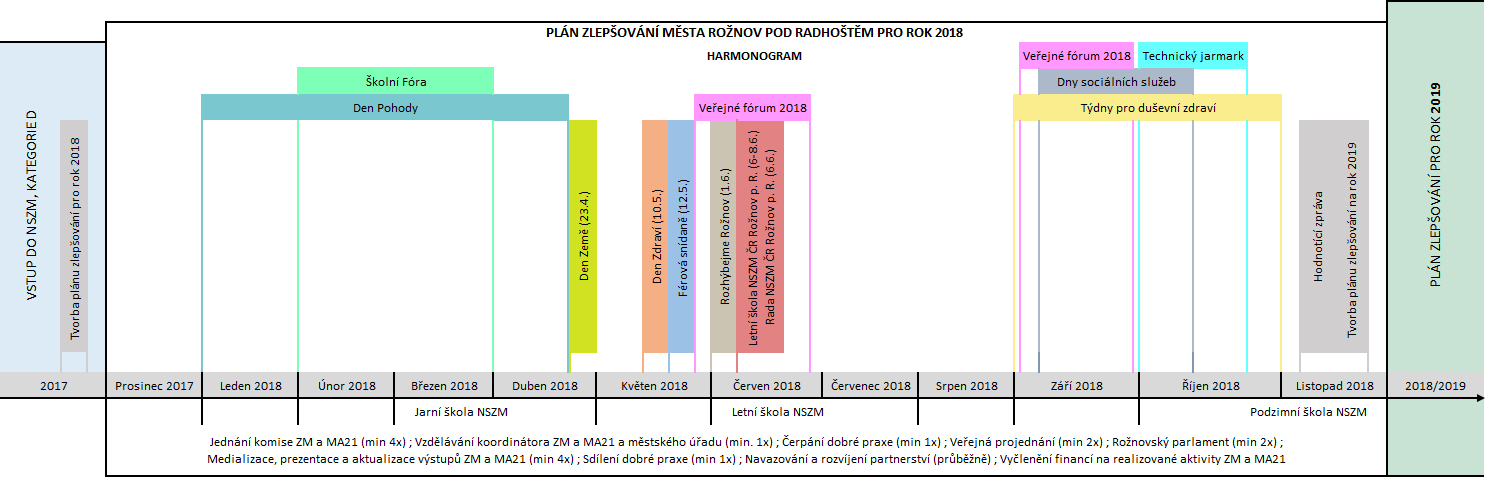 PLÁN ZLEPŠOVÁNÍ MĚSTA ROŽNOV POD RADHOŠTĚM PRO ROK 2018
HARMONOGRAM
VSTUP DO NSZM, KATEGORIE D
Tvorba plánu zlepšování pro rok 2018
Školní Fóra
Den Pohody
Den Země (23.4.)
Den Zdraví (10.5.)
Férová snídaně (12.5.)
Veřejné fórum 2018
Rozhýbejme Rožnov (1.6.)
Letní škola NSZM ČR Rožnov p. R. (6-8.6.)
Rada NSZM ČR Rožnov p. R. (6.6.)
Veřejné fórum 2018
Technický jarmark
Dny sociálních služeb
Týdny pro duševní zdraví
Hodnotící zpráva
Tvorba plánu zlepšování na rok 2019
PLÁN ZLEPŠOVÁNÍ PRO ROK 2019
2017
Prosinec 2017
Leden 2018
Únor 2018
Březen 2018
Duben 2018
Květen 2018
Červen 2018
Červenec 2018
Srpen 2018
Září 2018
Říjen 2018
Listopad 2018
2018/2019
Jarní škola NSZM
Letní škola NSZM
Podzimní škola NSZM
Jednání komise ZM a MA21 (min 4x) ; Vzdělávání koordinátora ZM a MA21 a městského úřadu (min. 1x) ; Čerpání dobré praxe (min 1x) ; Veřejná projednání (min 2x) ; Rožnovský parlament (min 2x) ;
Medializace, prezentace a aktualizace výstupů ZM a MA21 (min 4x) ; Sdílení dobré praxe (min 1x) ; Navazování a rozvíjení partnerství (průběžně) ; Vyčlenění financí na realizované aktivity ZM a MA21